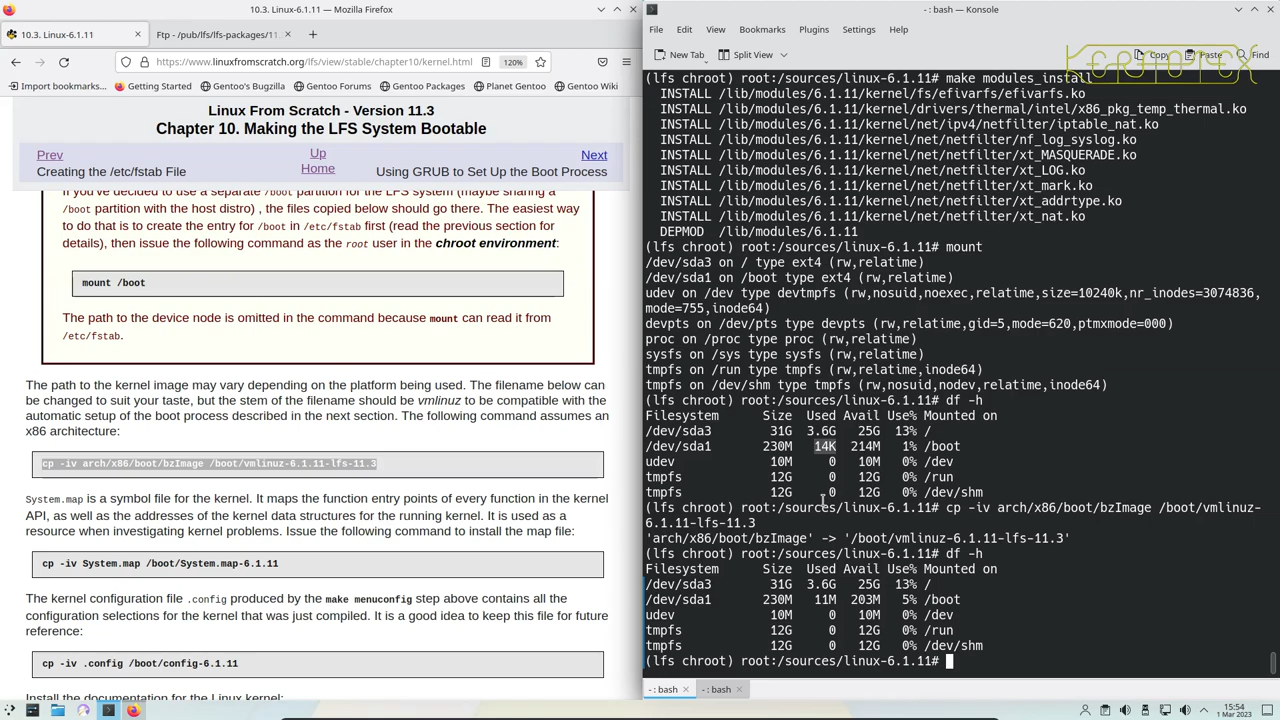 10.3. Linux-6.1.11 — Mozilla Firefox
10.3. Linux-6.1.11
Ftp - /pub/lfs/lfs-packages/11.
https://www.linuxfromscratch.org/lfs/view/stable/chapter10/kernel.html
120%
Import bookmarks...
Getting Started
Gentoo's Bugzilla
Gentoo Forums
Gentoo Packages
Planet Gentoo
Gentoo Wiki
Linux From Scratch - Version 11.3
Chapter 10. Making the LFS System Bootable
Prev
Up
Next
Creating the /etc/fstab File
Home
Using GRUB to Set Up the Boot Process
If you've decided to use a separate /boot partition for the LFS system (maybe sharing a
/boot partition with the host distro) , the files copied below should go there. The easiest way
to do that is to create the entry for /boot in /etc/fstab first (read the previous section for
details), then issue the following command as the root user in the chroot environment:
mount /boot
The path to the device node is omitted in the command because mount can read it from
/etc/fstab.
The path to the kernel image may vary depending on the platform being used. The filename below can
be changed to suit your taste, but the stem of the filename should be vmlinuz to be compatible with the
automatic setup of the boot process described in the next section. The following command assumes an
x86 architecture:
cp -iv arch/x86/boot/bzImage /boot/vmlinuz-6.1.11-lfs-11.3
System.map is a symbol file for the kernel. It maps the function entry points of every function in the kernel
API, as well as the addresses of the kernel data structures for the running kernel. It is used as a
resource when investigating kernel problems. Issue the following command to install the map file:
cp -iv System.map /boot/System.map-6.1.11
The kernel configuration file .config produced by the make menuconfig step above contains all the
configuration selections for the kernel that was just compiled. It is a good idea to keep this file for future
reference:
cp -iv .config /boot/config-6.1.11
Install the documentation for the Linux kernel:
- : bash — Konsole
File Edit View Bookmarks Plugins Settings Help
New Tab
Split View
Copy
Paste
Find
KERNOTEX
(lfs chroot) root:/sources/linux-6.1.11# make modules_install
INSTALL /lib/modules/6.1.11/kernel/fs/efivarfs/efivarfs.ko
INSTALL /lib/modules/6.1.11/kernel/drivers/thermal/intel/x86_pkg_temp_thermal.ko
INSTALL /lib/modules/6.1.11/kernel/net/ipv4/netfilter/iptable_nat.ko
INSTALL /lib/modules/6.1.11/kernel/net/netfilter/nf_log_syslog.ko
INSTALL /lib/modules/6.1.11/kernel/net/netfilter/xt_MASQUERADE.ko
INSTALL /lib/modules/6.1.11/kernel/net/netfilter/xt_LOG.ko
INSTALL /lib/modules/6.1.11/kernel/net/netfilter/xt_mark.ko
INSTALL /lib/modules/6.1.11/kernel/net/netfilter/xt_addrtype.ko
INSTALL /lib/modules/6.1.11/kernel/net/netfilter/xt_nat.ko
DEPMOD /lib/modules/6.1.11
(lfs chroot) root:/sources/linux-6.1.11# mount
/dev/sda3 on / type ext4 (rw,relatime)
/dev/sda1 on /boot type ext4 (rw,relatime)
udev on /dev type devtmpfs (rw,nosuid,noexec,relatime,size=10240k,nr_inodes=3074836,
mode=755,inode64)
devpts on /dev/pts type devpts (rw,relatime,gid=5,mode=620,ptmxmode=000)
proc on /proc type proc (rw,relatime)
sysfs on /sys type sysfs (rw,relatime)
tmpfs on /run type tmpfs (rw,relatime,inode64)
tmpfs on /dev/shm type tmpfs (rw,nosuid,nodev,relatime,inode64)
(lfs chroot) root:/sources/linux-6.1.11# df -h
Filesystem Size Used Avail Use% Mounted on
/dev/sda3 31G 3.6G 25G 13% /
/dev/sda1 230M 14K 214M 1% /boot
udev 10M 0 10M 0% /dev
tmpfs 12G 0 12G 0% /run
tmpfs 12G 0 12G 0% /dev/shm
(lfs chroot) root:/sources/linux-6.1.11# cp -iv arch/x86/boot/bzImage /boot/vmlinuz-
6.1.11-lfs-11.3
'arch/x86/boot/bzImage' -> '/boot/vmlinuz-6.1.11-lfs-11.3'
(lfs chroot) root:/sources/linux-6.1.11# df -h
Filesystem Size Used Avail Use% Mounted on
/dev/sda3 31G 3.6G 25G 13% /
/dev/sda1 230M 11M 203M 5% /boot
udev 10M 0 10M 0% /dev
tmpfs 12G 0 12G 0% /run
tmpfs 12G 0 12G 0% /dev/shm
(lfs chroot) root:/sources/linux-6.1.11#
- : bash
- : bash
15:54
1 Mar 2023